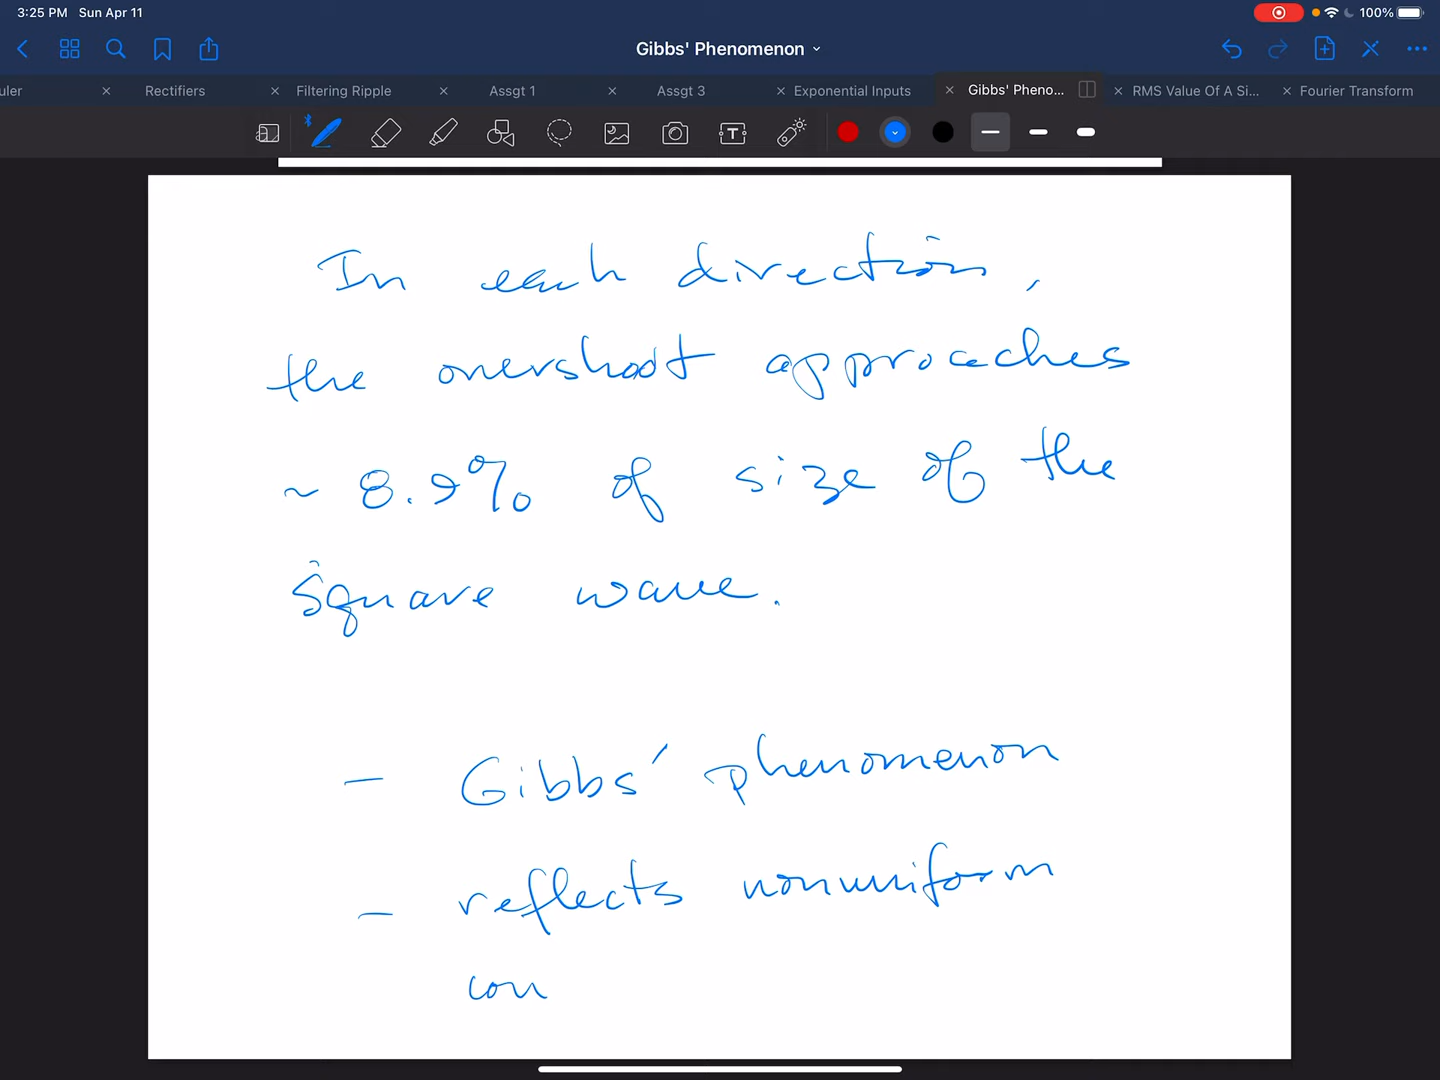 3:25 PM Sun Apr 11
100%
Gibbs' Phenomenon
uler
Rectifiers
Filtering Ripple
Assgt 1
Assgt 3
Exponential Inputs
Gibbs' Pheno...
RMS Value Of A Si...
Fourier Transform
In each direction,
the overshoot approaches
~ 8.9% of size of the
square wave.
- Gibbs' phenomenon
- reflects nonuniform
con